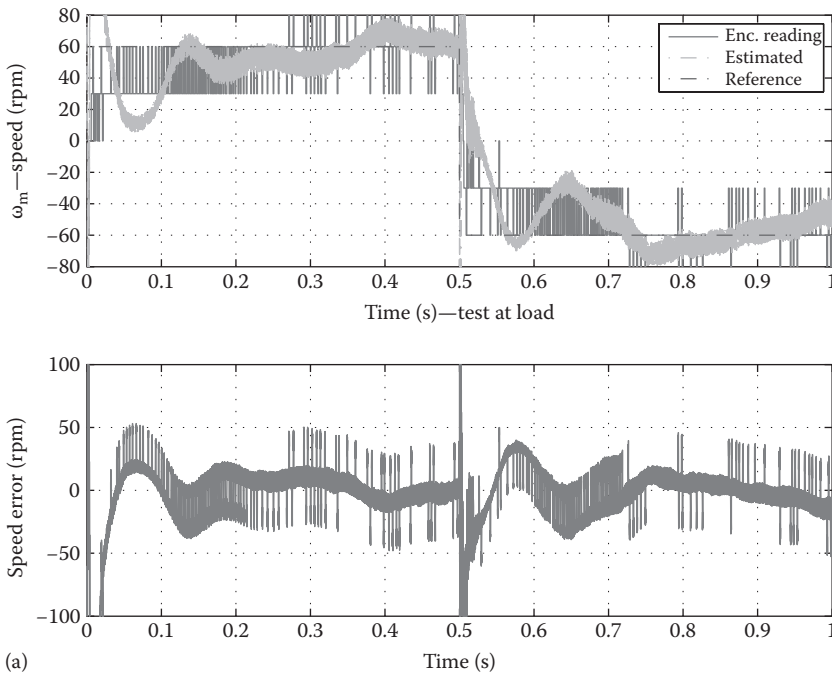 80
60
40
20
0
−20
−40
−60
−80
ωm—speed (rpm)
Enc. reading
Estimated
Reference
0 0.1 0.2 0.3 0.4 0.5 0.6 0.7 0.8 0.9 1
Time (s)—test at load
100
50
0
−50
−100
Speed error (rpm)
0 0.1 0.2 0.3 0.4 0.5 0.6 0.7 0.8 0.9 1
(a)
Time (s)